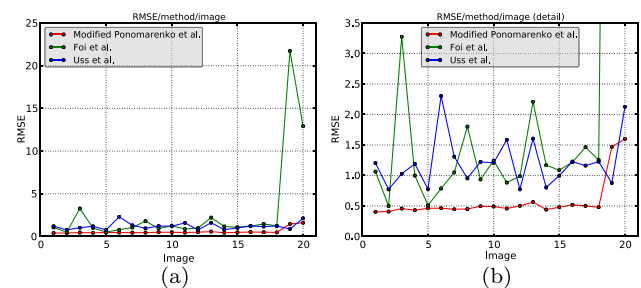 RMSE/method/image
Modified Ponomarenko et al.
Foi et al.
Uss et al.
RMSE
25
20
15
10
5
0
0 5 10 15 20
Image
(a)
RMSE/method/image (detail)
Modified Ponomarenko et al.
Foi et al.
Uss et al.
RMSE
3.5
3.0
2.5
2.0
1.5
1.0
0.5
0.0
0 5 10 15 20
Image
(b)